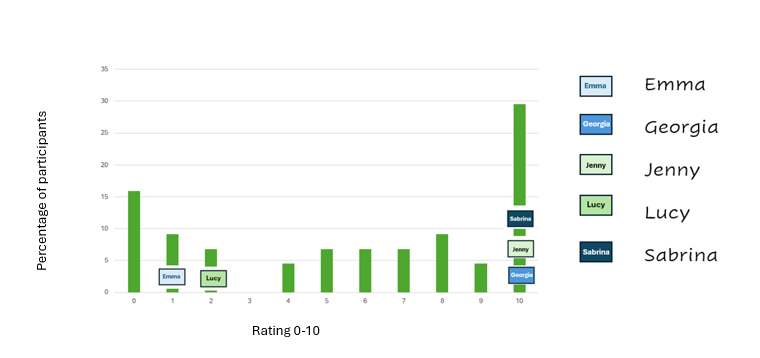 Percentage of participants
35
30
25
20
15
10
5
0
Sabrina
Jenny
Georgia
Emma
Lucy
0 1 2 3 4 5 6 7 8 9 10
Rating 0-10
Emma Emma
Georgia Georgia
Jenny Jenny
Lucy Lucy
Sabrina Sabrina